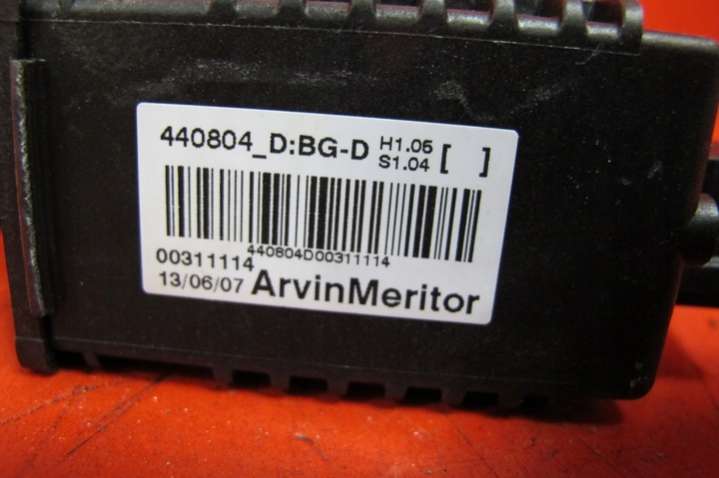 440804_D:BG-D H1.05 [ ]
S1.04
440804D00311114
00311114
13/06/07 ArvinMeritor